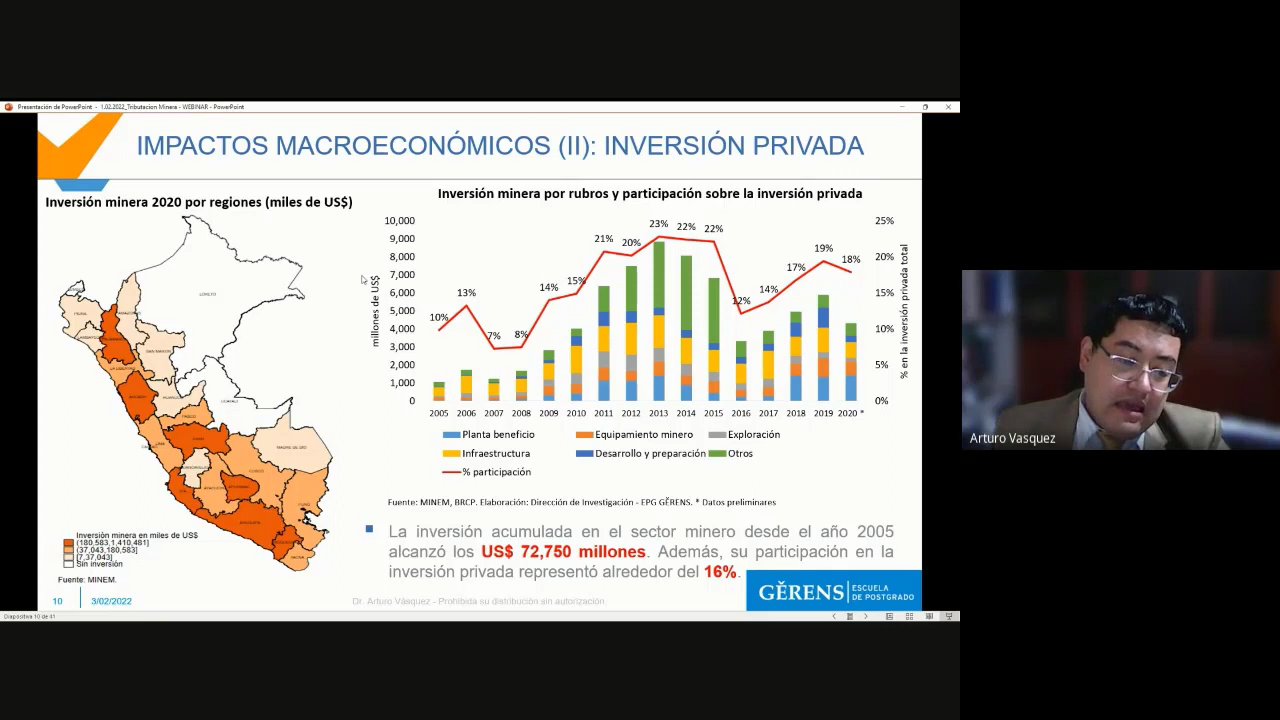 Presentación de PowerPoint - 1.02.2022_Tributacion Minera - WEBINAR - PowerPoint
IMPACTOS MACROECONÓMICOS (II): INVERSIÓN PRIVADA
Inversión minera 2020 por regiones (miles de US$)
LORETO
SAN MARTIN
MADRE DE DIOS
CUSCO
PUNO
TACNA
Inversión minera en miles de US$
(180,583,1,410,481]
(37,043,180,583]
[7,37,043]
Sin inversión
Fuente: MINEM.
Inversión minera por rubros y participación sobre la inversión privada
millones de US$
10,000
9,000
8,000
7,000
6,000
5,000
4,000
3,000
2,000
1,000
0
10% 13% 7% 8% 14% 15% 21% 20% 23% 22% 22% 12% 14% 17% 19% 18%
25%
20%
15%
10%
5%
0%
% en la inversión privada total
2005 2006 2007 2008 2009 2010 2011 2012 2013 2014 2015 2016 2017 2018 2019 2020 *
Planta beneficio Equipamiento minero Exploración
Infraestructura Desarrollo y preparación Otros
% participación
Fuente: MINEM, BRCP. Elaboración: Dirección de Investigación - EPG GĚRENS. * Datos preliminares
La inversión acumulada en el sector minero desde el año 2005
alcanzó los US$ 72,750 millones. Además, su participación en la
inversión privada representó alrededor del 16%.
GĚRENS ESCUELA
DE POSTGRADO
10 3/02/2022
Dr. Arturo Vásquez - Prohibida su distribución sin autorización
Diapositiva 10 de 41
Arturo Vasquez